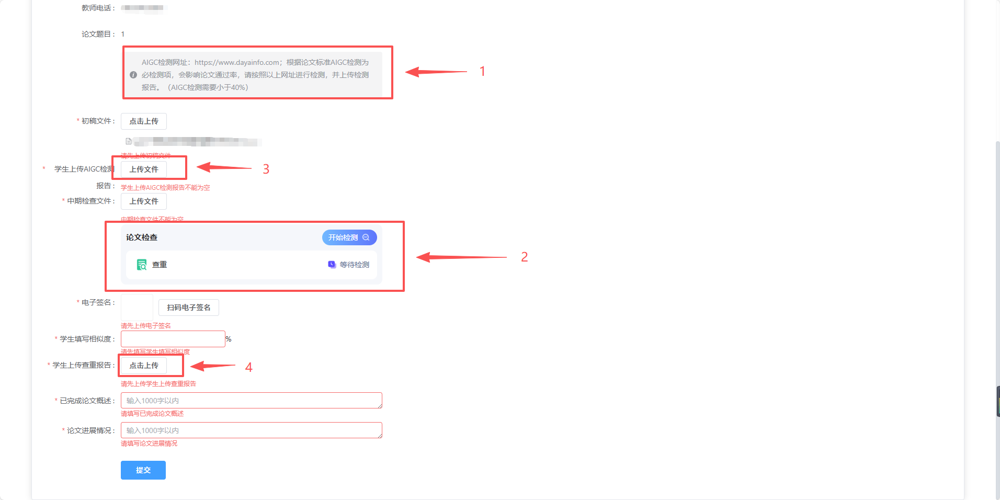 教师电话：
论文题目： 1
AIGC检测网址：https://www.dayainfo.com；根据论文标准AIGC检测为
必检测项，会影响论文通过率，请按照以上网址进行检测，并上传检测
报告。（AIGC检测需要小于40%）
1
* 初稿文件： 点击上传
请先上传初稿文件
* 学生上传AIGC检测 上传文件
3
报告： 学生上传AIGC检测报告不能为空
* 中期检查文件： 上传文件
中期检查文件不能为空
论文检查 开始检测
查重 等待检测
2
* 电子签名： 扫码电子签名
请先上传电子签名
* 学生填写相似度： %
请先填写学生填写相似度
* 学生上传查重报告： 点击上传
4
请先上传学生上传查重报告
* 已完成论文概述： 输入1000字以内
请填写已完成论文概述
* 论文进展情况： 输入1000字以内
请填写论文进展情况
提交